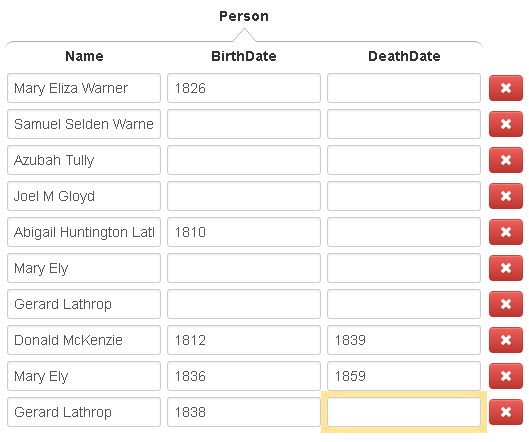 Person
Name BirthDate DeathDate
Mary Eliza Warner 1826
Samuel Selden Warne
Azubah Tully
Joel M Gloyd
Abigail Huntington Latl 1810
Mary Ely
Gerard Lathrop
Donald McKenzie 1812 1839
Mary Ely 1836 1859
Gerard Lathrop 1838